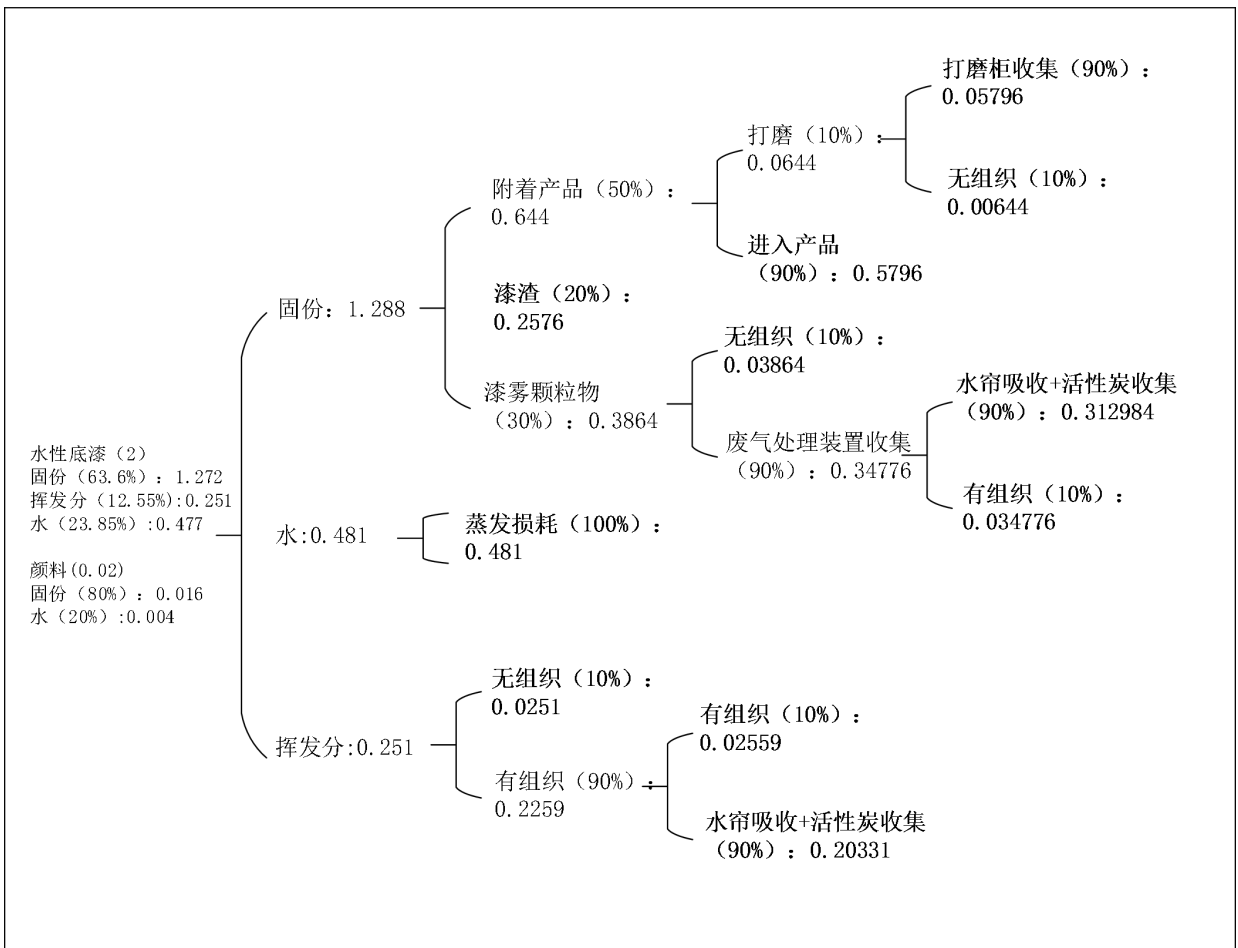 水性底漆（2）
固份（63.6%）：1.272
挥发分（12.55%）:0.251
水（23.85%）:0.477
颜料(0.02)
固份（80%）：0.016
水（20%）:0.004
固份：1.288
附着产品（50%）：
0.644
打磨（10%）：
0.0644
打磨柜收集（90%）：
0.05796
无组织（10%）：
0.00644
进入产品
（90%）：0.5796
漆渣（20%）：
0.2576
漆雾颗粒物
（30%）：0.3864
无组织（10%）：
0.03864
废气处理装置收集
（90%）：0.34776
水帘吸收+活性炭收集
（90%）：0.312984
有组织（10%）：
0.034776
水:0.481
蒸发损耗（100%）：
0.481
挥发分:0.251
无组织（10%）：
0.0251
有组织（90%）：
0.2259
有组织（10%）：
0.02559
水帘吸收+活性炭收集
（90%）：0.20331